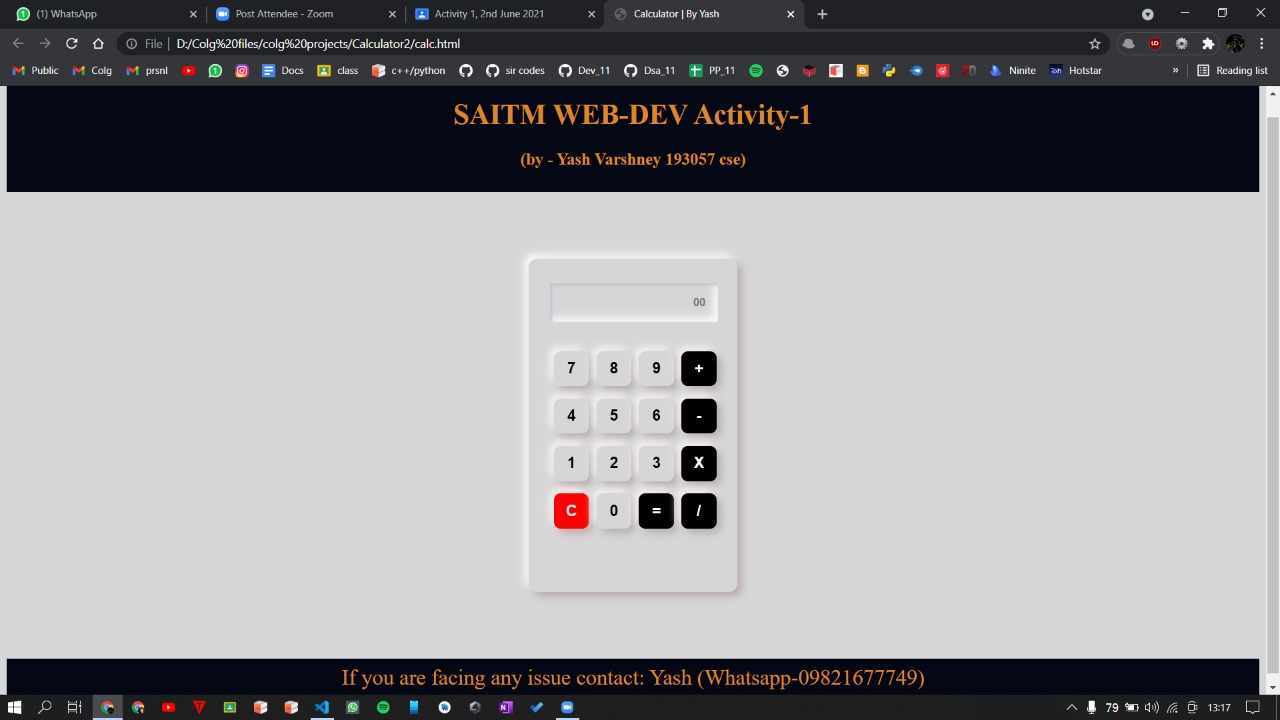 (1) WhatsApp
Post Attendee - Zoom
Activity 1, 2nd June 2021
Calculator | By Yash
File | D:/Colg%20files/colg%20projects/Calculator2/calc.html
Public Colg prsnl Docs class c++/python sir codes Dev_11 Dsa_11 PP_11 Ninite Hotstar » Reading list
SAITM WEB-DEV Activity-1
(by - Yash Varshney 193057 cse)
00
7 8 9 +
4 5 6 -
1 2 3 X
C 0 = /
If you are facing any issue contact: Yash (Whatsapp-09821677749)
79 13:17